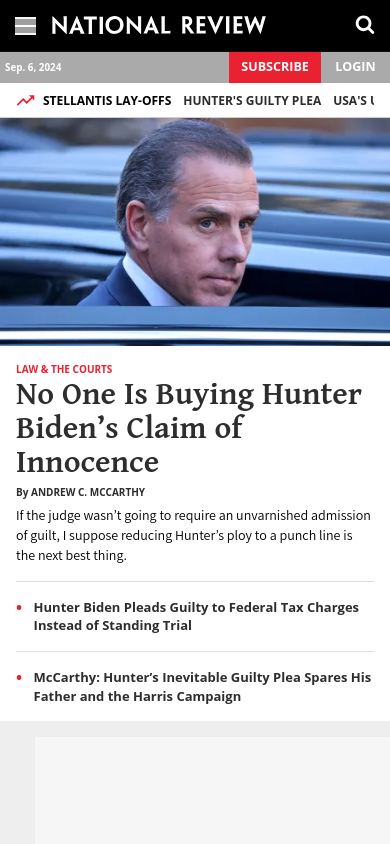 NATIONAL REVIEW
Sep. 6, 2024
SUBSCRIBE
LOGIN
STELLANTIS LAY-OFFS HUNTER'S GUILTY PLEA USA'S
LAW & THE COURTS
No One Is Buying Hunter
Biden’s Claim of
Innocence
By ANDREW C. MCCARTHY
If the judge wasn’t going to require an unvarnished admission
of guilt, I suppose reducing Hunter’s ploy to a punch line is
the next best thing.
Hunter Biden Pleads Guilty to Federal Tax Charges
Instead of Standing Trial
McCarthy: Hunter’s Inevitable Guilty Plea Spares His
Father and the Harris Campaign